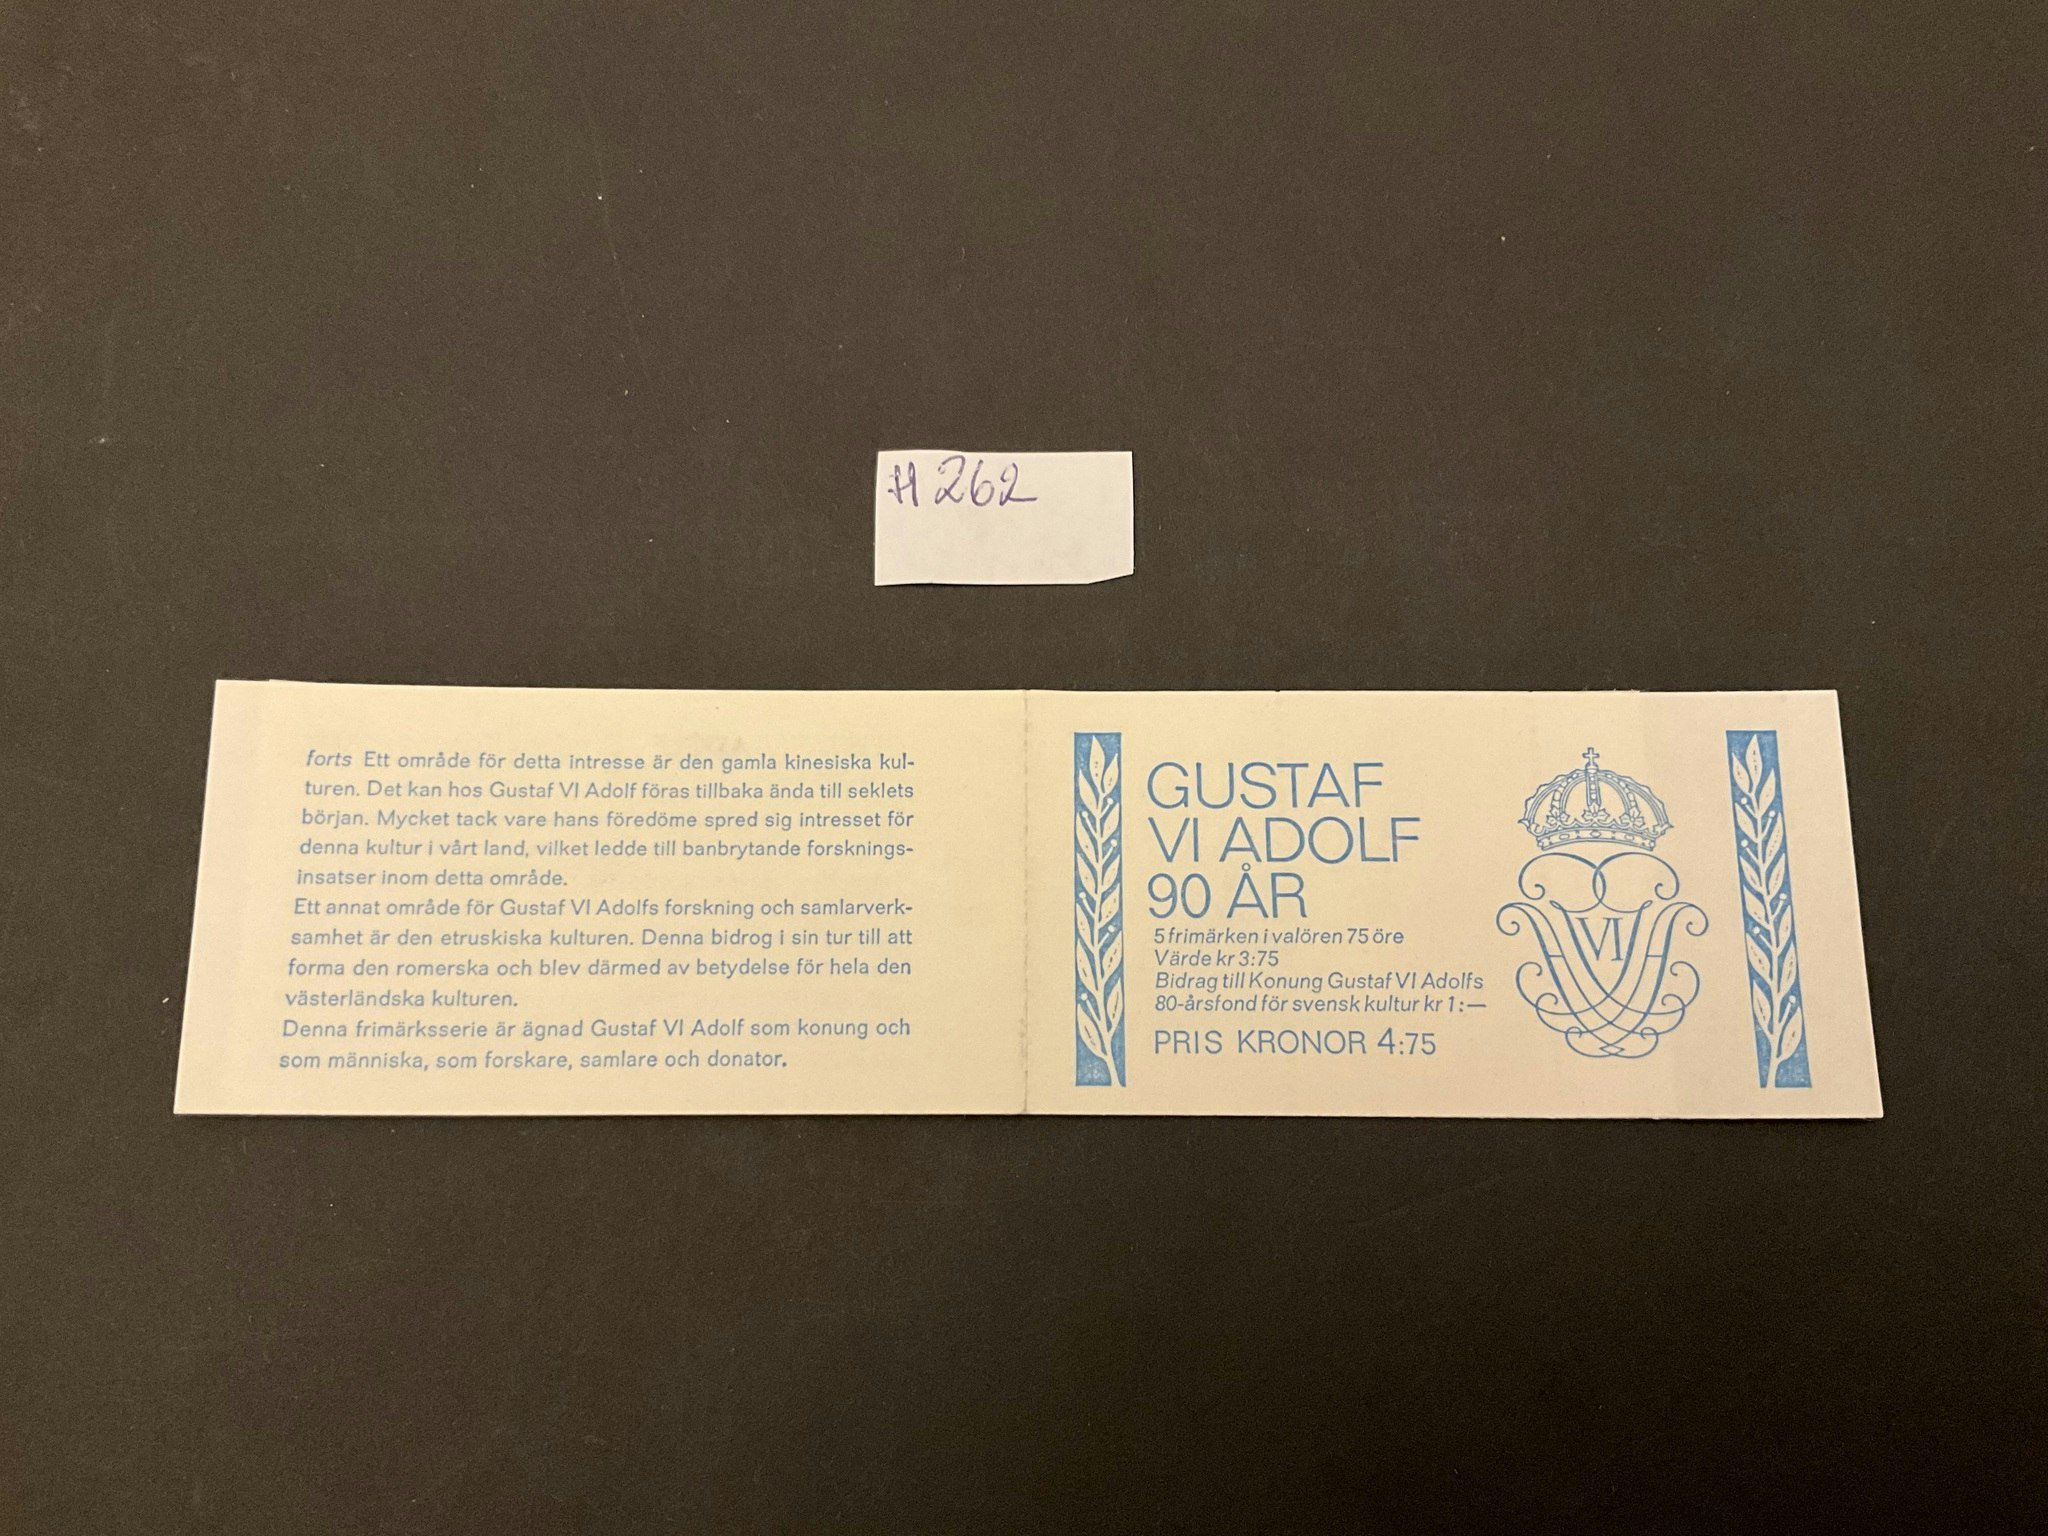 H 262
forts Ett område för detta intresse är den gamla kinesiska kul-
turen. Det kan hos Gustaf VI Adolf föras tillbaka ända till seklets
början. Mycket tack vare hans föredöme spred sig intresset för
denna kultur i vårt land, vilket ledde till banbrytande forsknings-
insatser inom detta område.
Ett annat område för Gustaf VI Adolfs forskning och samlarverk-
samhet är den etruskiska kulturen. Denna bidrog i sin tur till att
forma den romerska och blev därmed av betydelse för hela den
västerländska kulturen.
Denna frimärksserie är ägnad Gustaf VI Adolf som konung och
som människa, som forskare, samlare och donator.
GUSTAF
VI ADOLF
90 ÅR
5 frimärken i valören 75 öre
Värde kr 3:75
Bidrag till Konung Gustaf VI Adolfs
80-årsfond för svensk kultur kr 1:—
PRIS KRONOR 4:75
VI